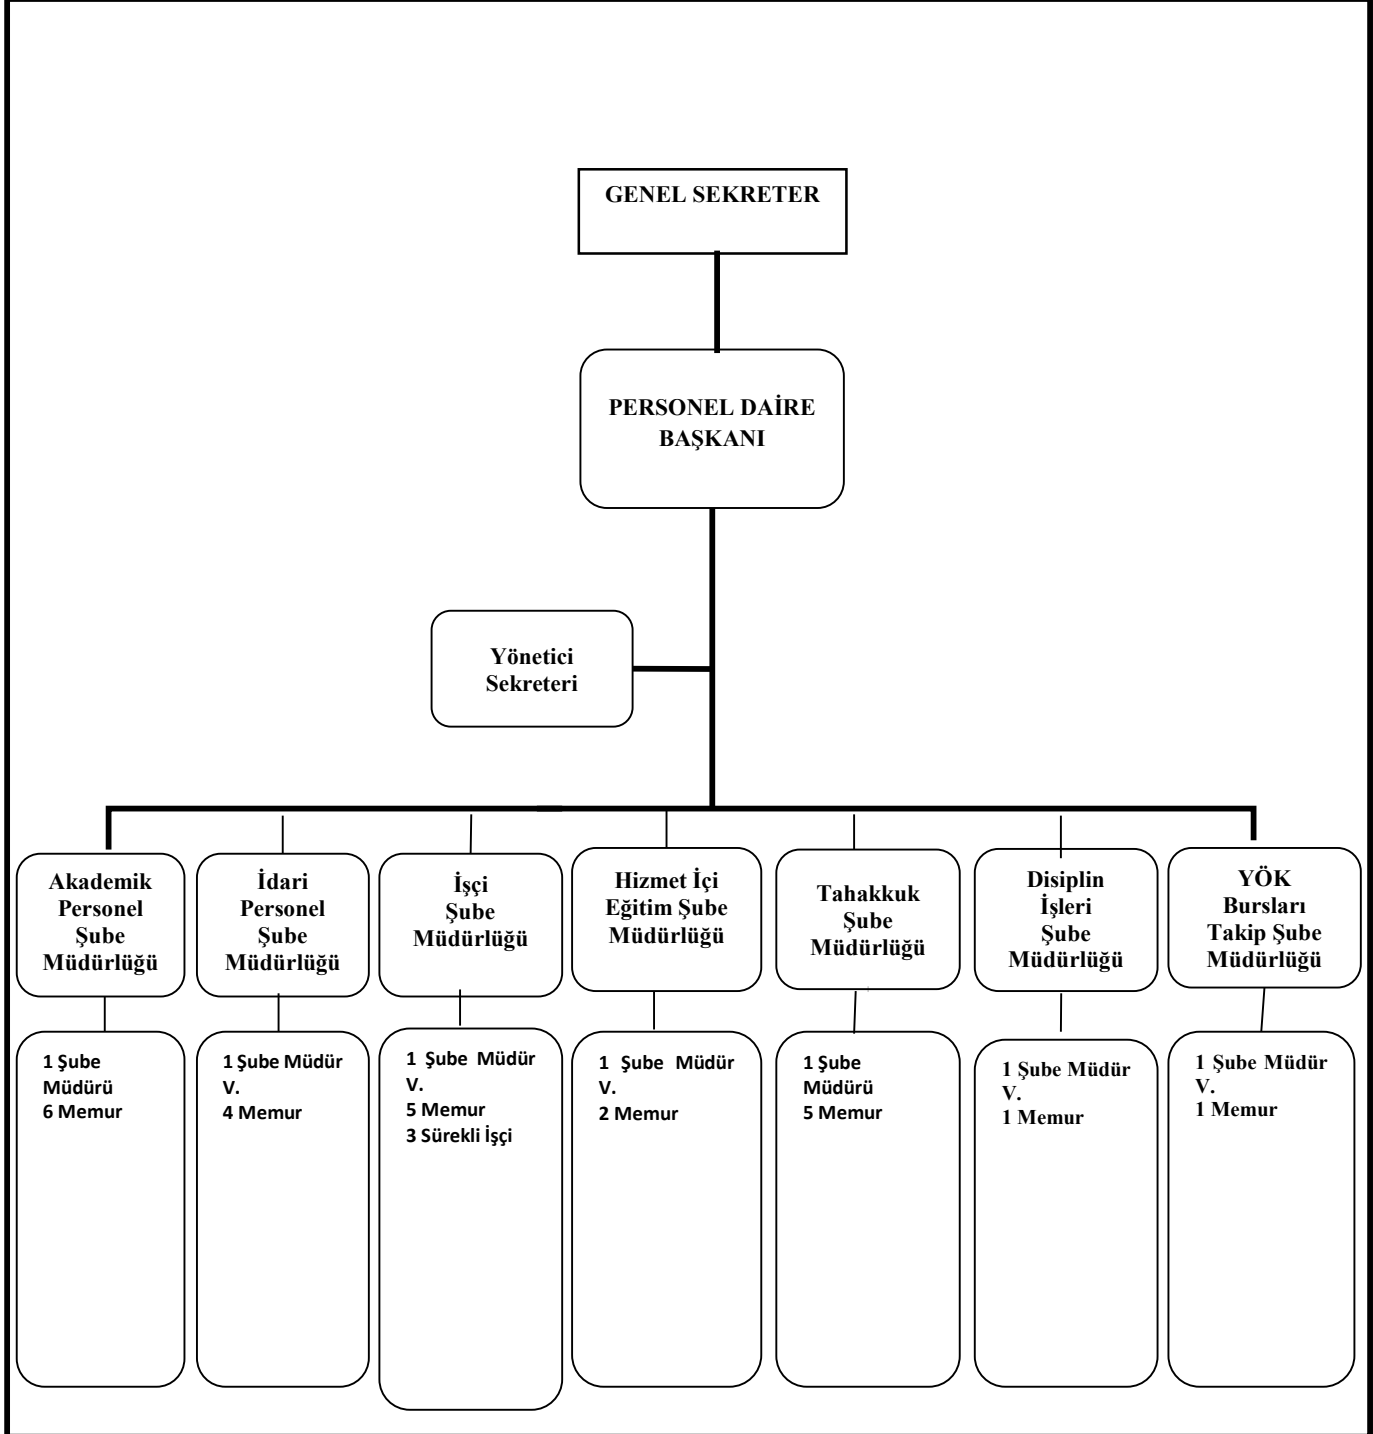 GENEL SEKRETER
PERSONEL DAİRE
BAŞKANI
Yönetici
Sekreteri
Akademik
Personel
Şube
Müdürlüğü
İdari
Personel
Şube
Müdürlüğü
İşçi
Şube
Müdürlüğü
Hizmet İçi
Eğitim Şube
Müdürlüğü
Tahakkuk
Şube
Müdürlüğü
Disiplin
İşleri
Şube
Müdürlüğü
YÖK
Bursları
Takip Şube
Müdürlüğü
1 Şube
Müdürü
6 Memur
1 Şube Müdür
V.
4 Memur
1 Şube Müdür
V.
5 Memur
3 Sürekli İşçi
1 Şube Müdür
V.
2 Memur
1 Şube
Müdürü
5 Memur
1 Şube Müdür
V.
1 Memur
1 Şube Müdür
V.
1 Memur